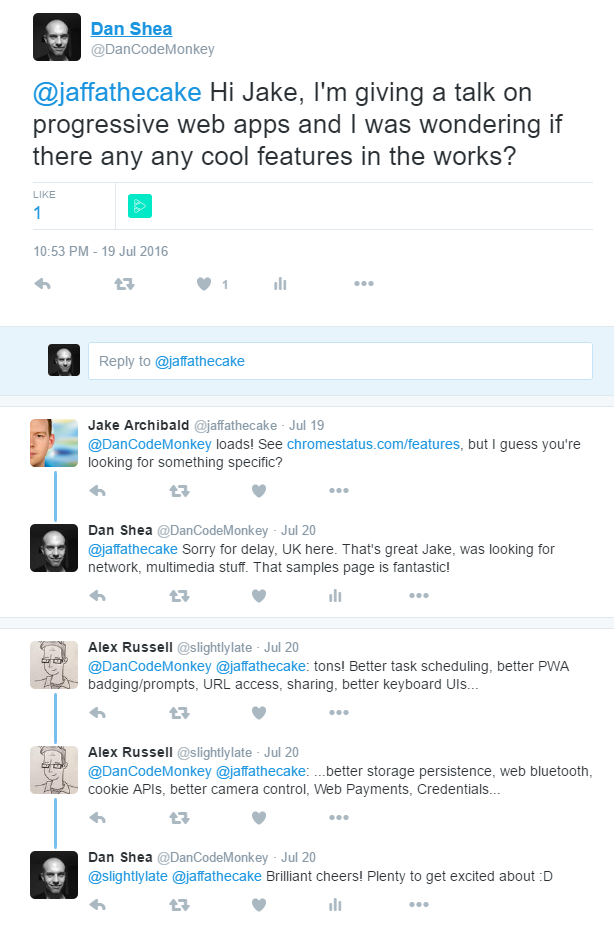 Dan Shea
@DanCodeMonkey
@jaffathecake Hi Jake, I'm giving a talk on
progressive web apps and I was wondering if
there any any cool features in the works?
LIKE
1
10:53 PM - 19 Jul 2016
1
Reply to @jaffathecake
Jake Archibald @jaffathecake · Jul 19
@DanCodeMonkey loads! See chromestatus.com/features, but I guess you're
looking for something specific?
Dan Shea @DanCodeMonkey · Jul 20
@jaffathecake Sorry for delay, UK here. That's great Jake, was looking for
network, multimedia stuff. That samples page is fantastic!
Alex Russell @slightlylate · Jul 20
@DanCodeMonkey @jaffathecake: tons! Better task scheduling, better PWA
badging/prompts, URL access, sharing, better keyboard UIs...
Alex Russell @slightlylate · Jul 20
@DanCodeMonkey @jaffathecake: ...better storage persistence, web bluetooth,
cookie APIs, better camera control, Web Payments, Credentials...
Dan Shea @DanCodeMonkey · Jul 20
@slightlylate @jaffathecake Brilliant cheers! Plenty to get excited about :D